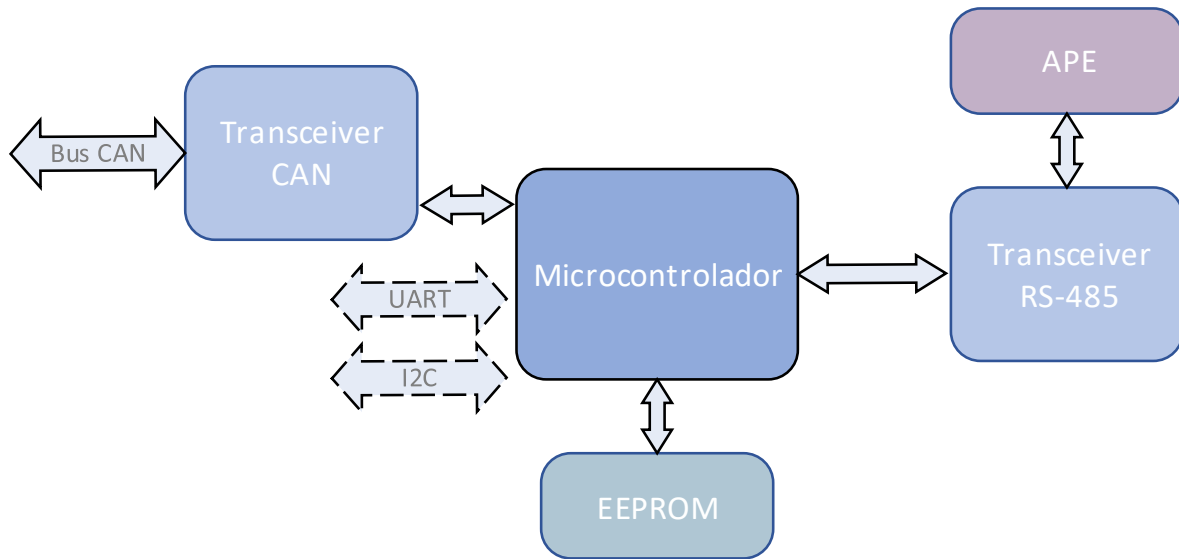 APE
Transceiver
CAN
Bus CAN
Microcontrolador
Transceiver
RS-485
UART
I2C
EEPROM